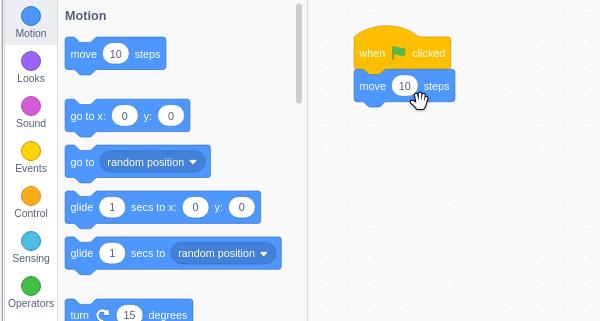 Motion
Looks
Sound
Events
Control
Sensing
Operators
Motion
move 10 steps
go to x: 0 y: 0
go to random position
glide 1 secs to x: 0 y: 0
glide 1 secs to random position
turn 15 degrees
when clicked
move 10 steps